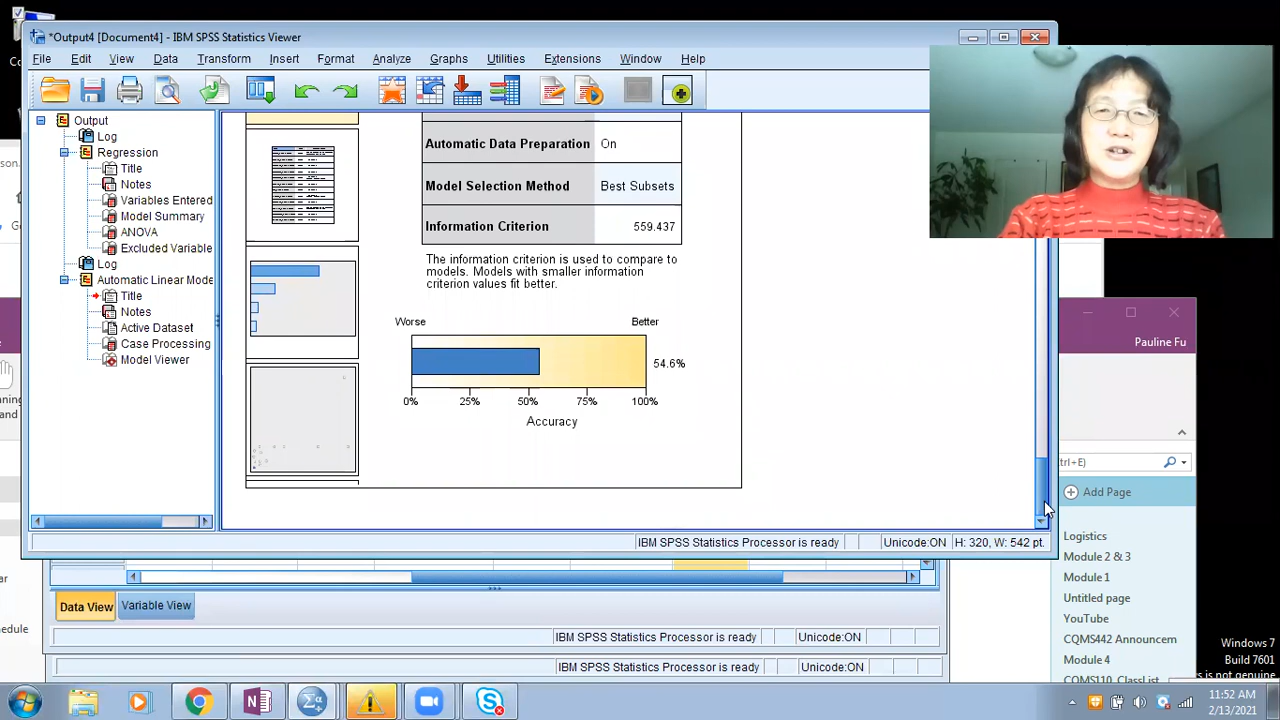 *Output4 [Document4] - IBM SPSS Statistics Viewer
File Edit View Data Transform Insert Format Analyze Graphs Utilities Extensions Window Help
Output
Log
Regression
Title
Notes
Variables Entered
Model Summary
ANOVA
Excluded Variable
Log
Automatic Linear Mode
Title
Notes
Active Dataset
Case Processing
Model Viewer
Automatic Data Preparation On
Model Selection Method Best Subsets
Information Criterion 559.437
The information criterion is used to compare to
models. Models with smaller information
criterion values fit better.
Worse Better
54.6%
0% 25% 50% 75% 100%
Accuracy
IBM SPSS Statistics Processor is ready Unicode:ON H: 320, W: 542 pt.
Pauline Fu
trl+E)
Add Page
Logistics
Module 2 & 3
Module 1
Untitled page
YouTube
CQMS442 Announcem
Module 4
CQMS110_ClassList
Data View Variable View
IBM SPSS Statistics Processor is ready Unicode:ON
IBM SPSS Statistics Processor is ready Unicode:ON
Windows 7
Build 7601
s is not genuine
11:52 AM
2/13/2021